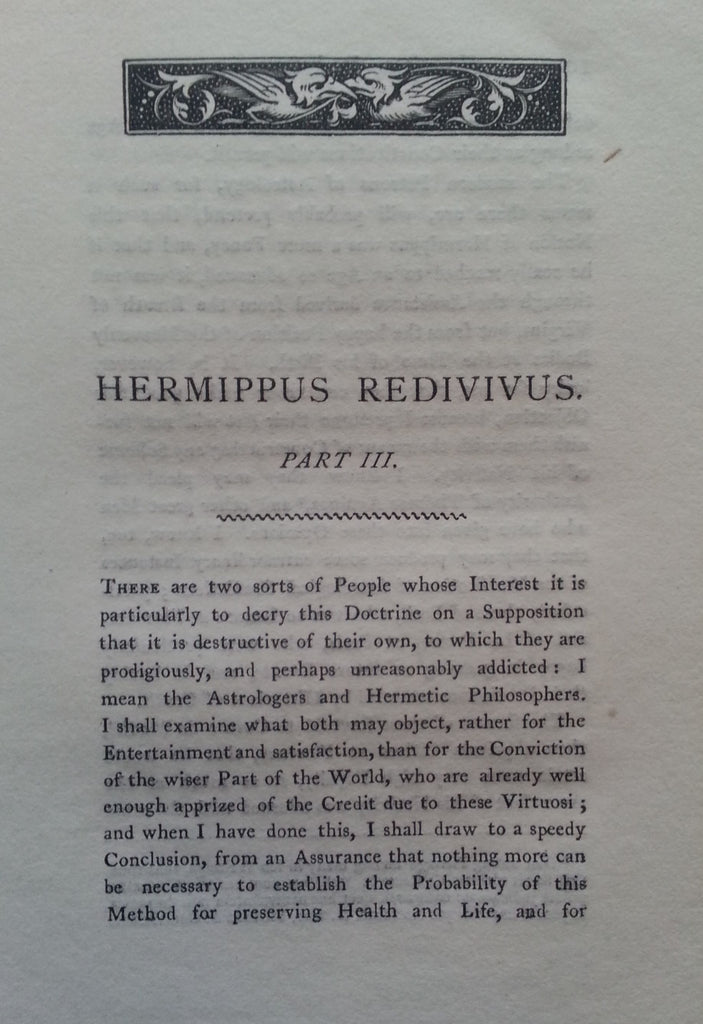 HERMIPPUS REDIVIVUS.
PART III.
THERE are two sorts of People whose Interest it is
particularly to decry this Doctrine on a Supposition
that it is destructive of their own, to which they are
prodigiously, and perhaps unreasonably addicted: I
mean the Astrologers and Hermetic Philosophers.
I shall examine what both may object, rather for the
Entertainment and satisfaction, than for the Conviction
of the wiser Part of the World, who are already well
enough apprized of the Credit due to these Virtuosi;
and when I have done this, I shall draw to a speedy
Conclusion, from an Assurance that nothing more can
be necessary to establish the Probability of this
Method for preserving Health and Life, and for